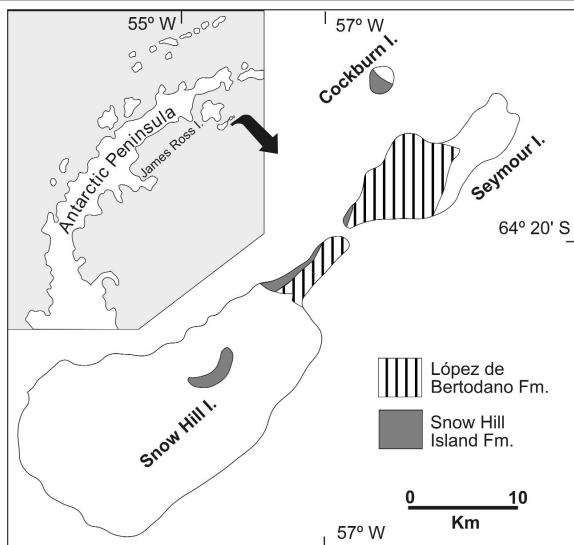 55º W
57º W
Cockburn I.
Antarctic Peninsula
James Ross I.
Seymour I.
64º 20' S
López de
Bertodano Fm.
Snow Hill
Island Fm.
Snow Hill I.
0 10
Km
57º W